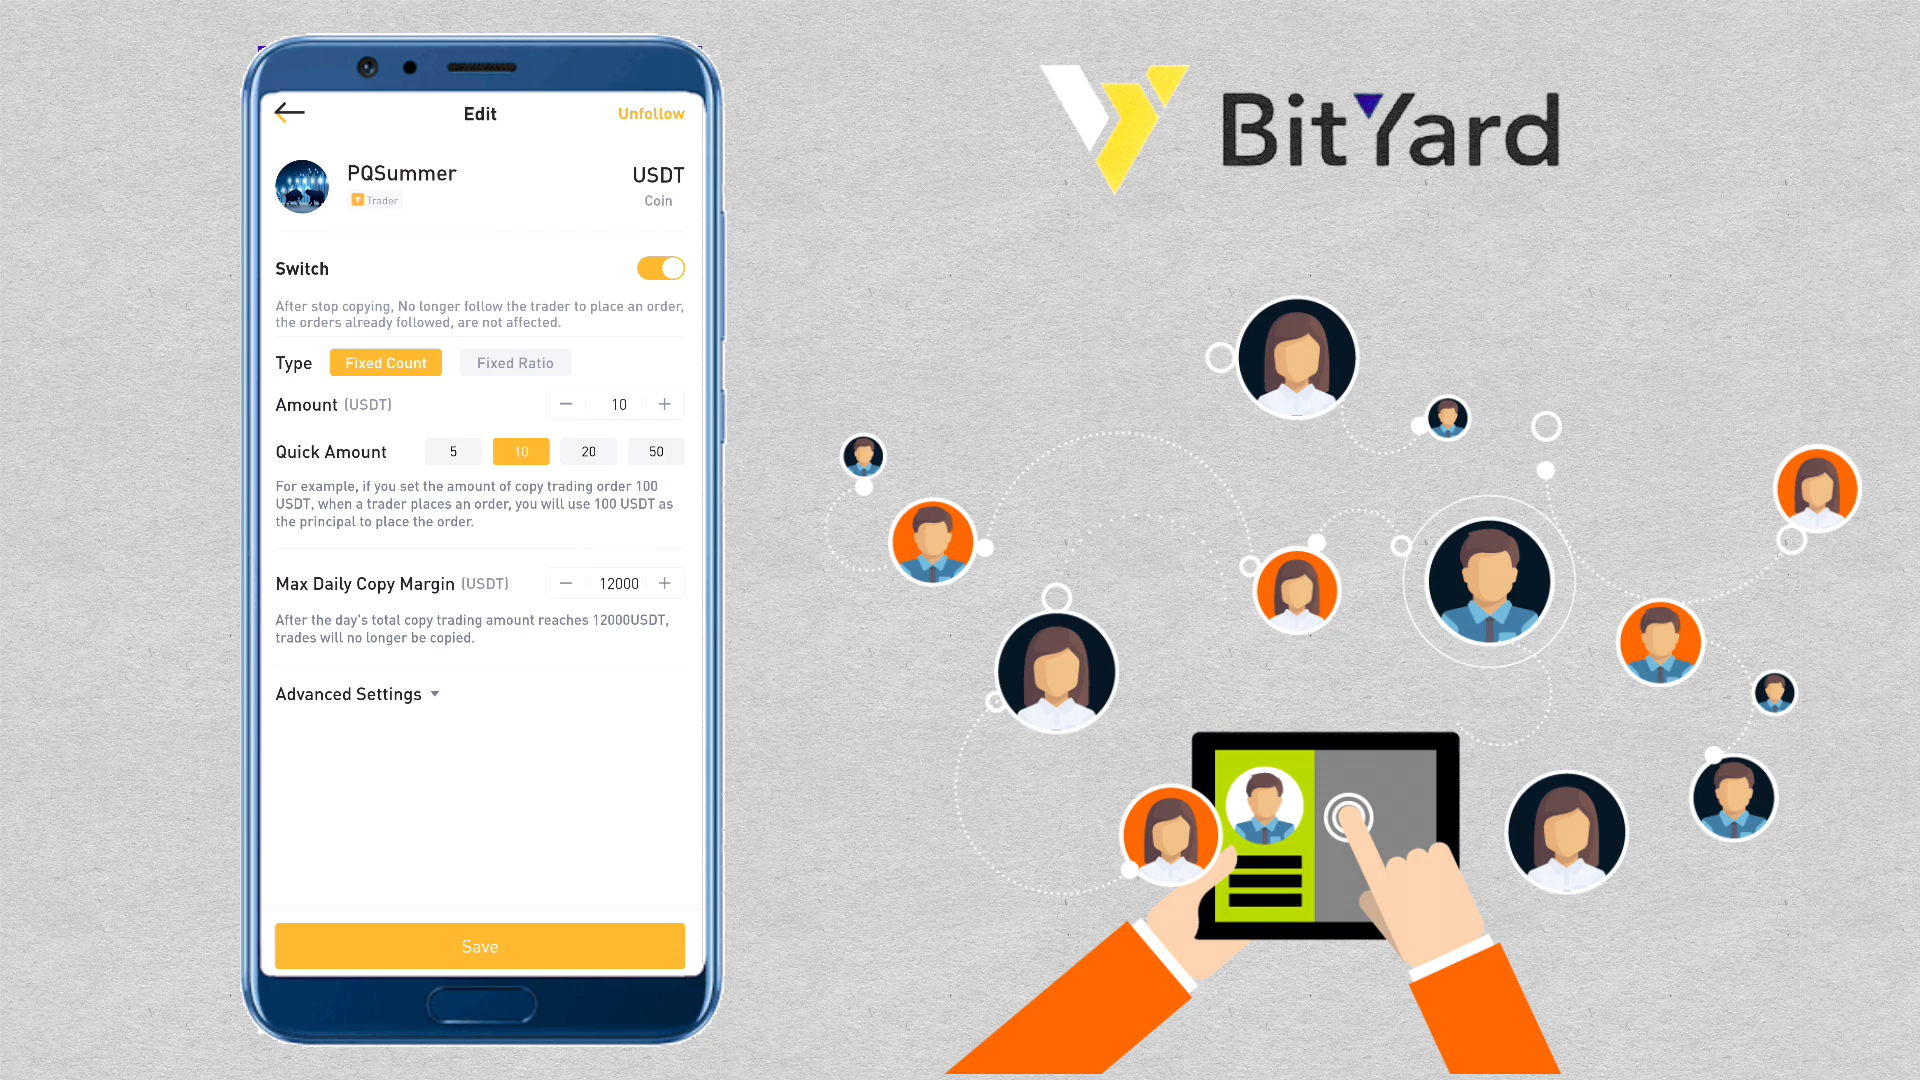 Edit
Unfollow
PQSummer
USDT
Trader
Coin
Switch
After stop copying, No longer follow the trader to place an order,
the orders already followed, are not affected.
Type
Fixed Count
Fixed Ratio
Amount (USDT)
− 10 +
Quick Amount
5
10
20
50
For example, if you set the amount of copy trading order 100
USDT, when a trader places an order, you will use 100 USDT as
the principal to place the order.
Max Daily Copy Margin (USDT)
− 12000 +
After the day's total copy trading amount reaches 12000USDT,
trades will no longer be copied.
Advanced Settings
Save
BitYard